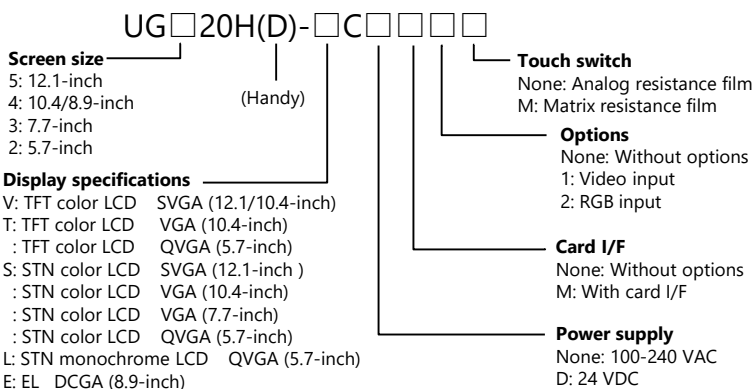 UG□20H(D)-□C□□□□
Screen size
5: 12.1-inch
4: 10.4/8.9-inch
3: 7.7-inch
2: 5.7-inch
(Handy)
Display specifications
V: TFT color LCD SVGA (12.1/10.4-inch)
T: TFT color LCD VGA (10.4-inch)
: TFT color LCD QVGA (5.7-inch)
S: STN color LCD SVGA (12.1-inch )
: STN color LCD VGA (10.4-inch)
: STN color LCD VGA (7.7-inch)
: STN color LCD QVGA (5.7-inch)
L: STN monochrome LCD QVGA (5.7-inch)
E: EL DCGA (8.9-inch)
Touch switch
None: Analog resistance film
M: Matrix resistance film
Options
None: Without options
1: Video input
2: RGB input
Card I/F
None: Without options
M: With card I/F
Power supply
None: 100-240 VAC
D: 24 VDC